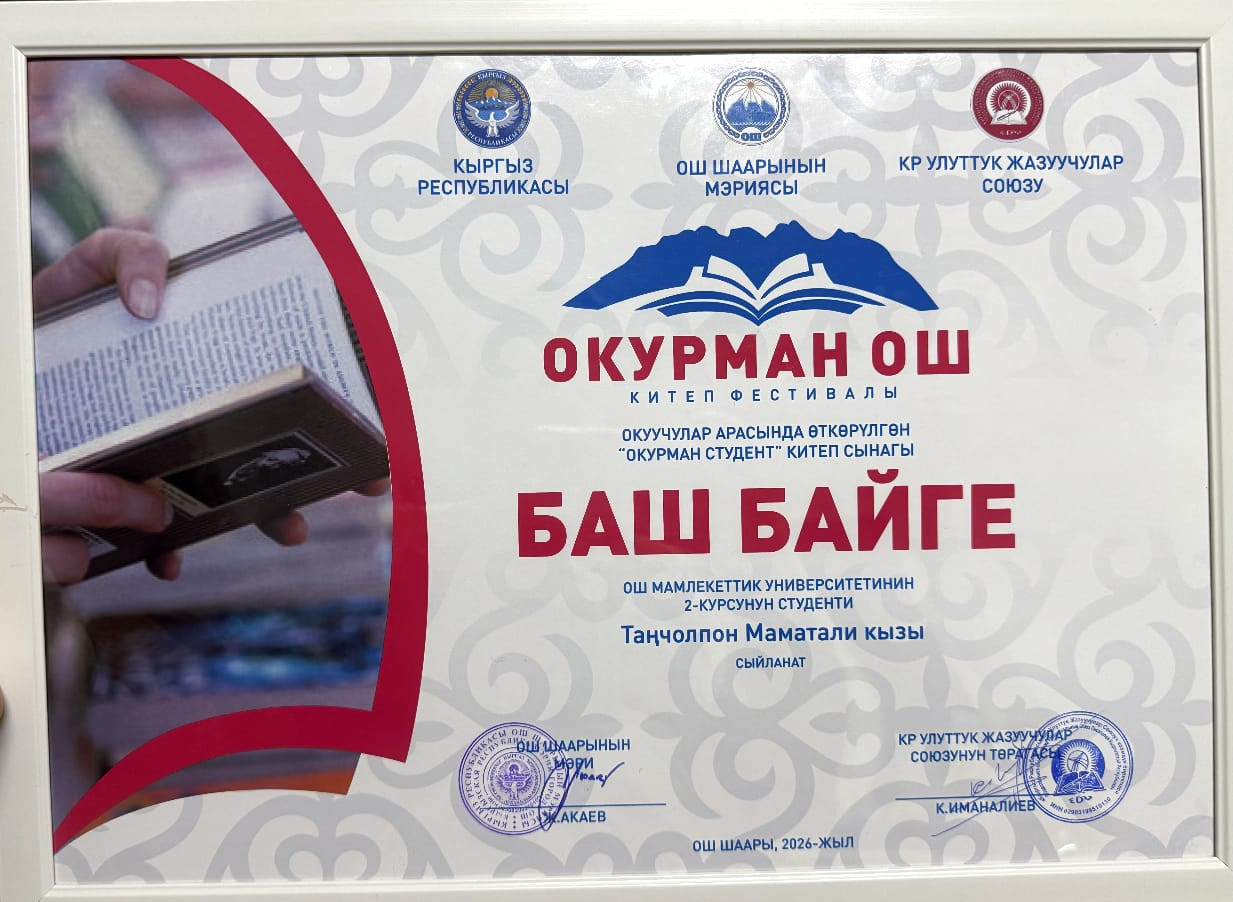 КЫРГЫЗ
РЕСПУБЛИКАСЫ
ОШ ШААРЫНЫН
МЭРИЯСЫ
КР УЛУТТУК ЖАЗУУЧУЛАР
СОЮЗУ
ОШ
ОКУРМАН ОШ
КИТЕП ФЕСТИВАЛЫ
ОКУУЧУЛАР АРАСЫНДА ӨТКӨРҮЛГӨН
“ОКУРМАН СТУДЕНТ” КИТЕП СЫНАГЫ
БАШ БАЙГЕ
ОШ МАМЛЕКЕТТИК УНИВЕРСИТЕТИНИН
2-КУРСУНУН СТУДЕНТИ
Таңчолпон Маматали кызы
СЫЙЛАНАТ
ОШ ШААРЫНЫН
МЭРИ
Ж.АКАЕВ
КР УЛУТТУК ЖАЗУУЧУЛАР
СОЮЗУНУН ТӨРАГАСЫ
К.ИМАНАЛИЕВ
ОШ ШААРЫ, 2026-ЖЫЛ